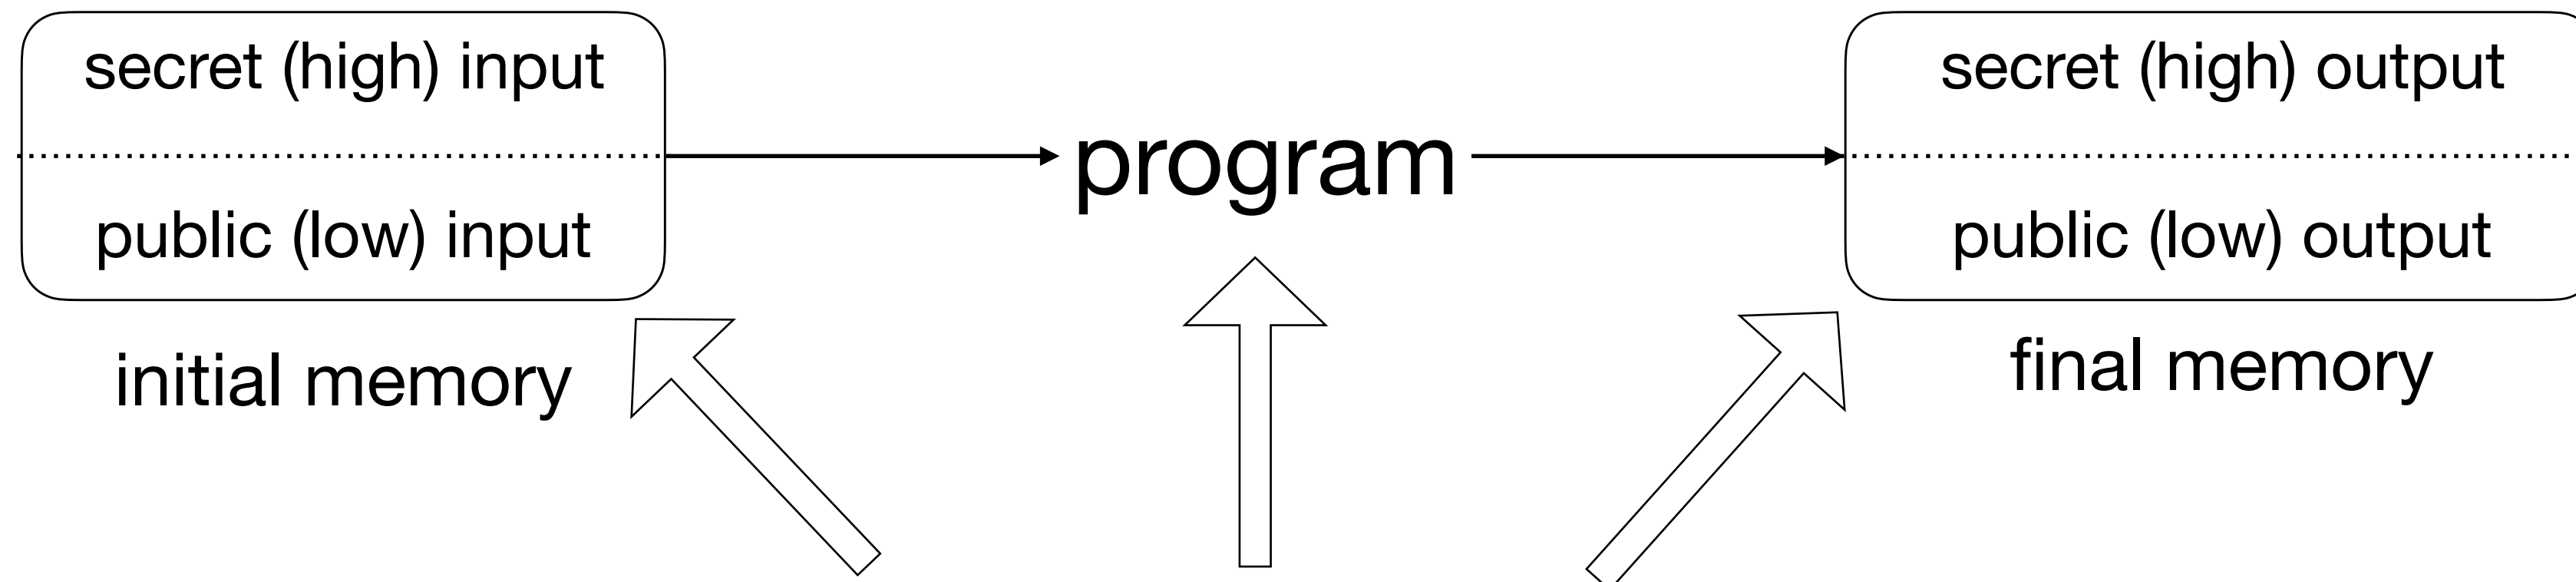 secret (high) input
public (low) input
initial memory
program
secret (high) output
public (low) output
final memory